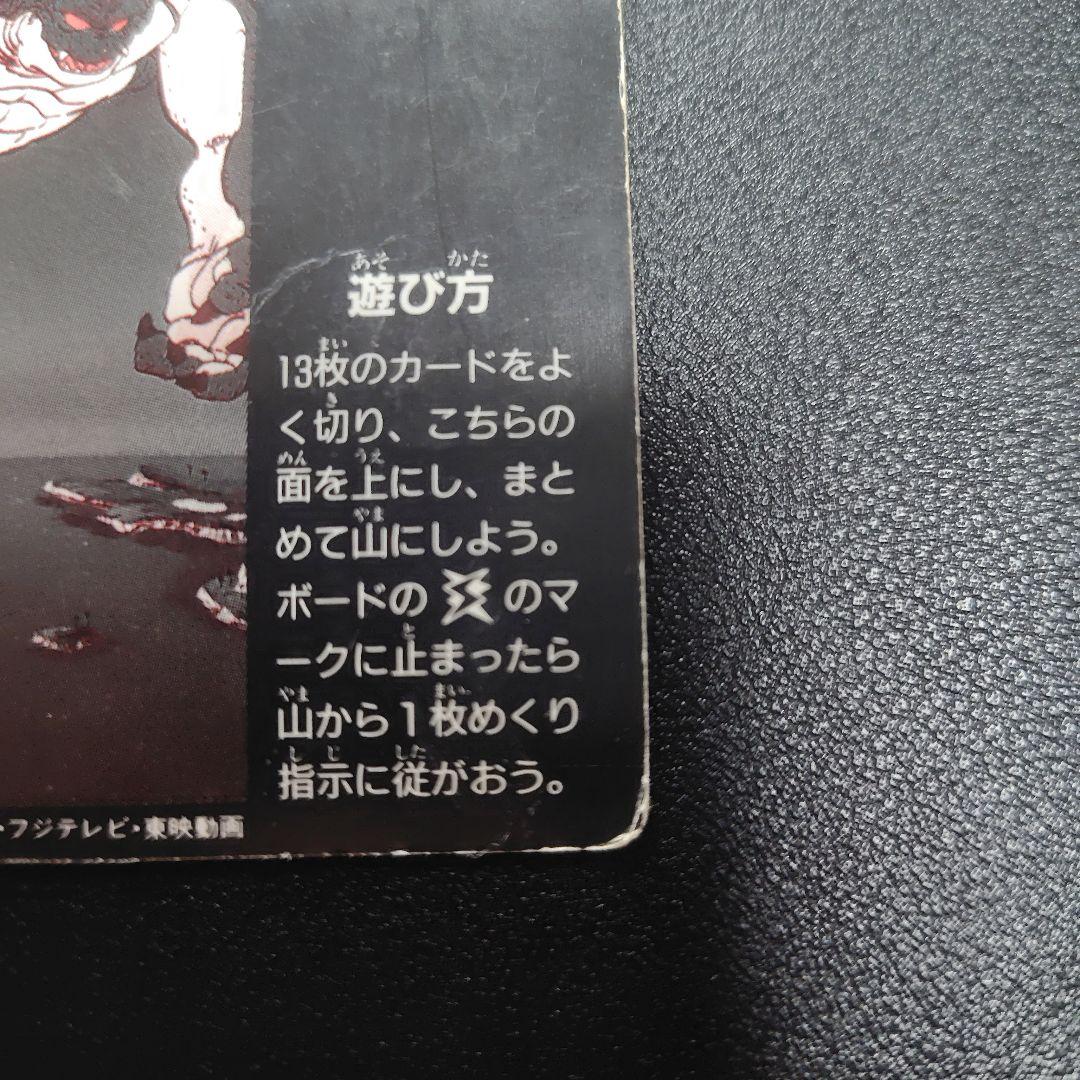 遊び方
13枚のカードをよ
く切り、こちらの
面を上にし、まと
めて山にしよう。
ボードの のマ
ークに止まったら
山から1枚めくり
指示に従がおう。
・フジテレビ・東映動画